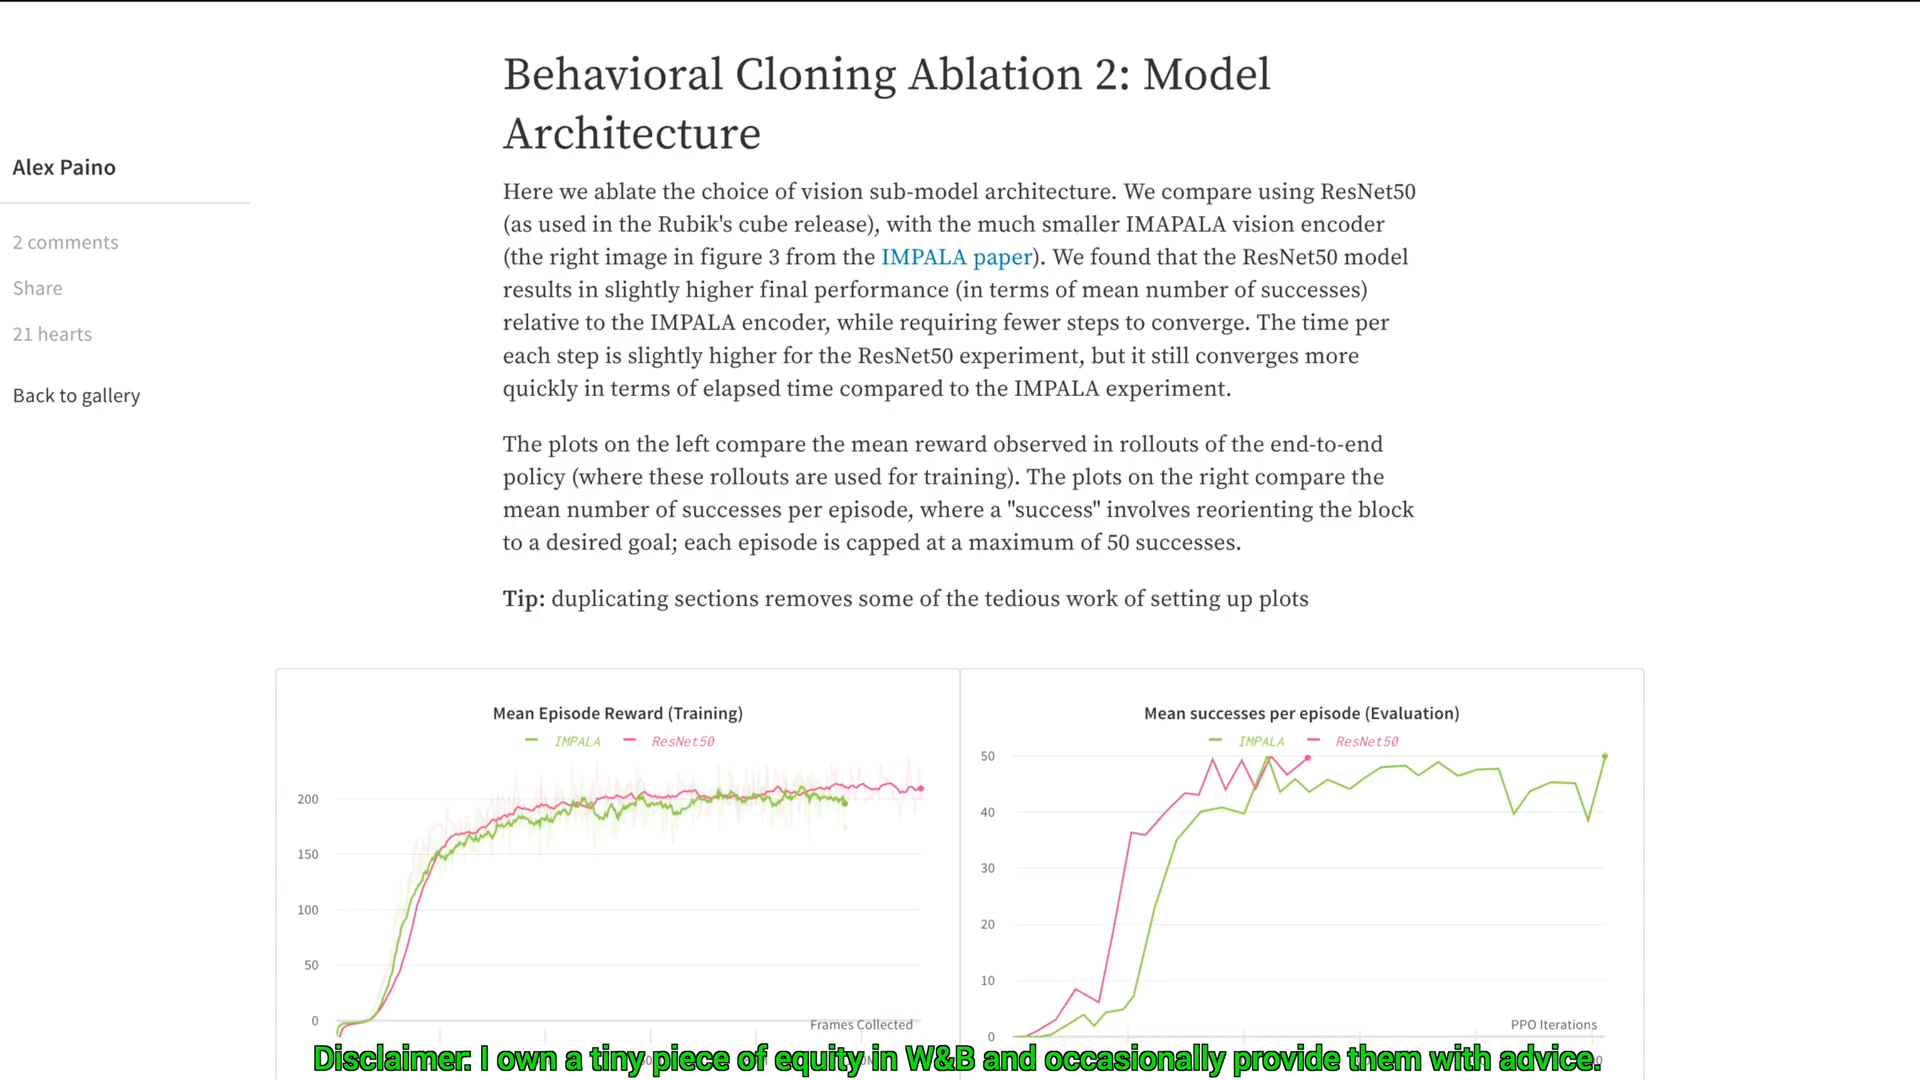 Behavioral Cloning Ablation 2: Model
Architecture
Alex Paino
2 comments
Share
21 hearts
Back to gallery
Here we ablate the choice of vision sub-model architecture. We compare using ResNet50
(as used in the Rubik's cube release), with the much smaller IMAPALA vision encoder
(the right image in figure 3 from the IMPALA paper). We found that the ResNet50 model
results in slightly higher final performance (in terms of mean number of successes)
relative to the IMPALA encoder, while requiring fewer steps to converge. The time per
each step is slightly higher for the ResNet50 experiment, but it still converges more
quickly in terms of elapsed time compared to the IMPALA experiment.
The plots on the left compare the mean reward observed in rollouts of the end-to-end
policy (where these rollouts are used for training). The plots on the right compare the
mean number of successes per episode, where a "success" involves reorienting the block
to a desired goal; each episode is capped at a maximum of 50 successes.
Tip: duplicating sections removes some of the tedious work of setting up plots
Mean Episode Reward (Training)
IMPALA ResNet50
200
150
100
50
0
Frames Collected
Mean successes per episode (Evaluation)
IMPALA ResNet50
50
40
30
20
10
0
PPO Iterations
Disclaimer: I own a tiny piece of equity in W&B and occasionally provide them with advice.